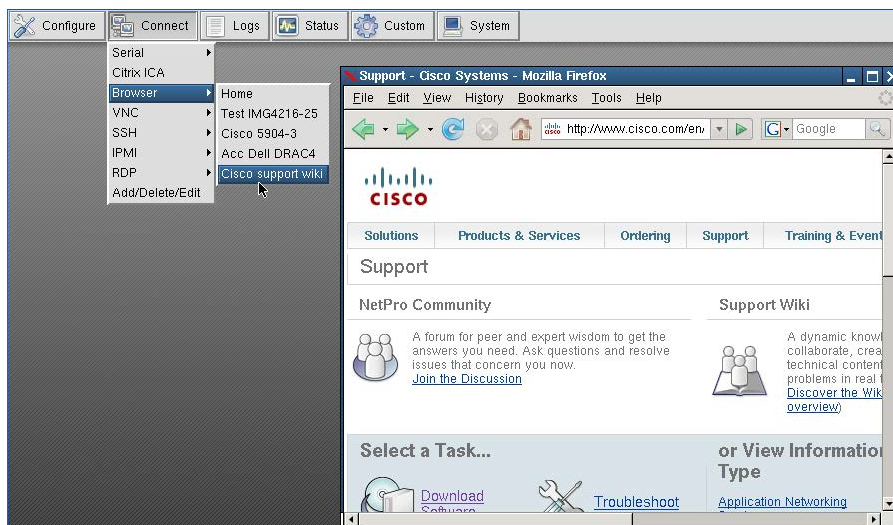 Configure Connect Logs Status Custom System
Serial
Citrix ICA
Browser
VNC
SSH
IPMI
RDP
Add/Delete/Edit
Home
Test IMG4216-25
Cisco 5904-3
Acc Dell DRAC4
Cisco support wiki
Support - Cisco Systems - Mozilla Firefox
File Edit View History Bookmarks Tools Help
http://www.cisco.com/en/ G Google
CISCO
Solutions Products & Services Ordering Support Training & Event
Support
NetPro Community
A forum for peer and expert wisdom to get the
answers you need. Ask questions and resolve
issues that concern you now.
Join the Discussion
Support Wiki
A dynamic knowl
collaborate, crea
technical content
problems in real
Discover the Wik
overview)
Select a Task...
Download
Software
Troubleshoot
or View Information
Type
Application Networking